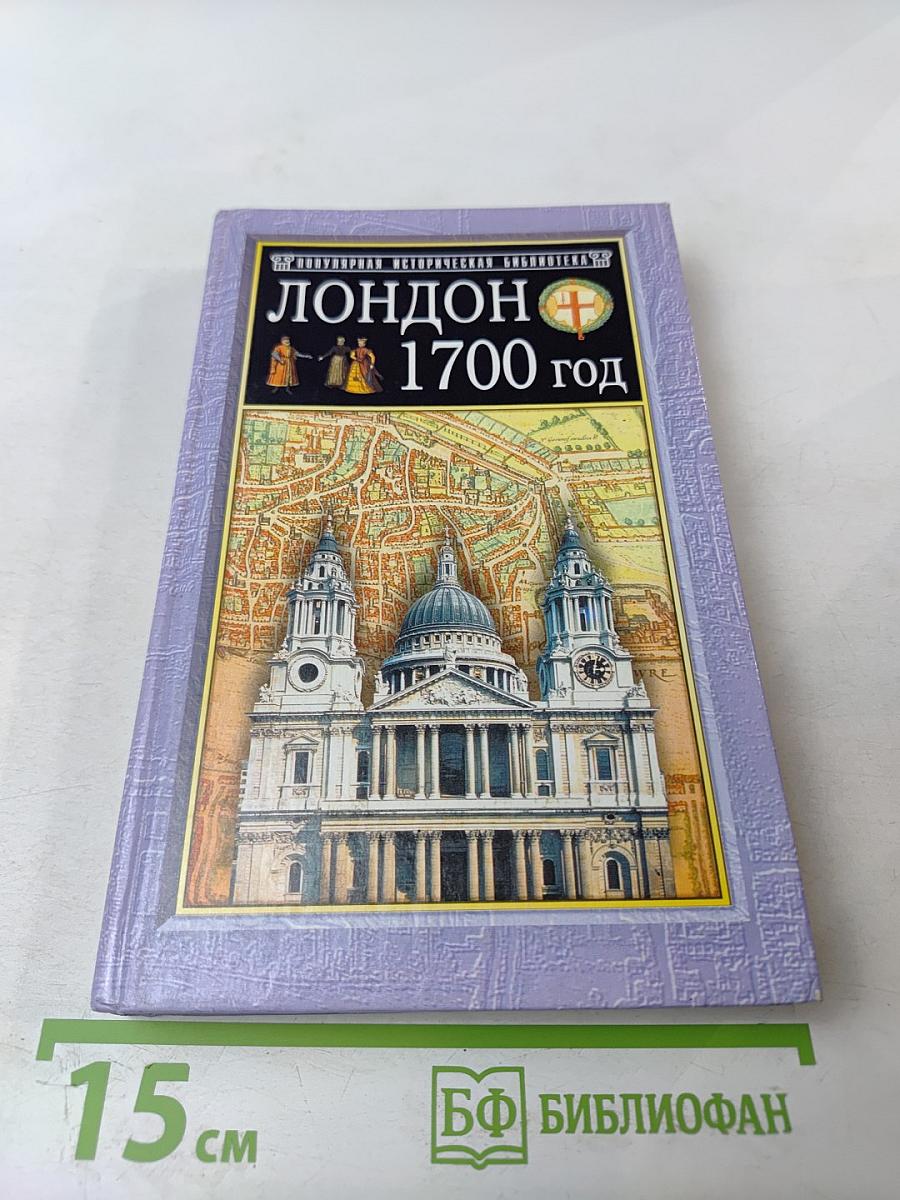 ПОПУЛЯРНАЯ ИСТОРИЧЕСКАЯ БИБЛИОТЕКА
ЛОНДОН
1700 год
15 см
БФ БИБЛИОФАН